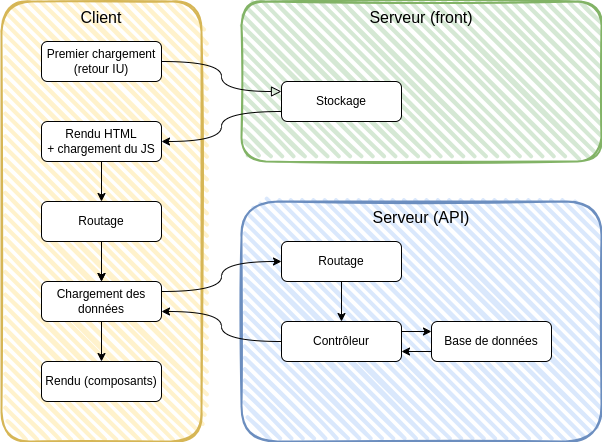 Client
Premier chargement
(retour IU)
Rendu HTML
+ chargement du JS
Routage
Chargement des
données
Rendu (composants)
Serveur (front)
Stockage
Serveur (API)
Routage
Contrôleur
Base de données